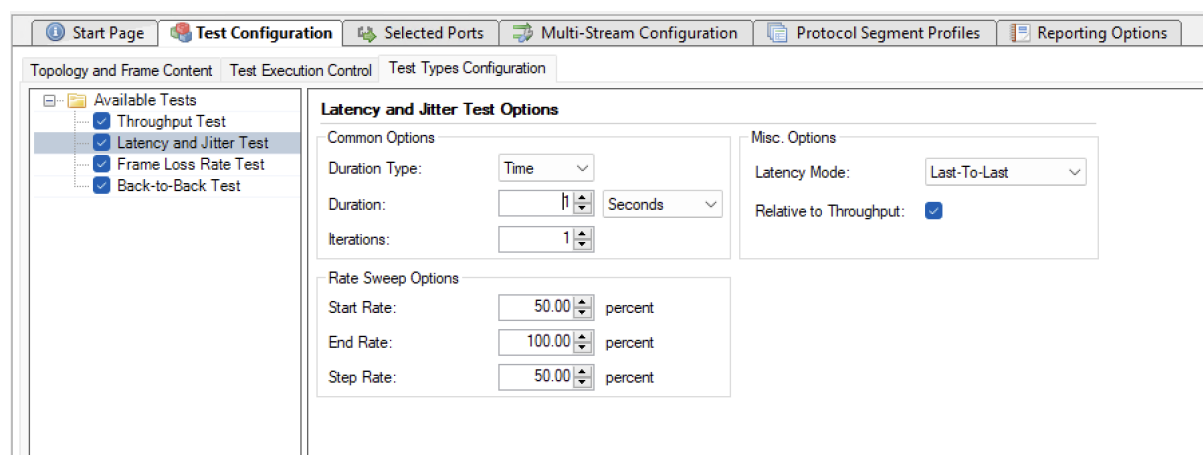 Start Page Test Configuration Selected Ports Multi-Stream Configuration Protocol Segment Profiles Reporting Options
Topology and Frame Content Test Execution Control Test Types Configuration
Available Tests
Throughput Test
Latency and Jitter Test
Frame Loss Rate Test
Back-to-Back Test
Latency and Jitter Test Options
Common Options
Duration Type: Time
Duration: 1 Seconds
Iterations: 1
Misc. Options
Latency Mode: Last-To-Last
Relative to Throughput:
Rate Sweep Options
Start Rate: 50.00 percent
End Rate: 100.00 percent
Step Rate: 50.00 percent